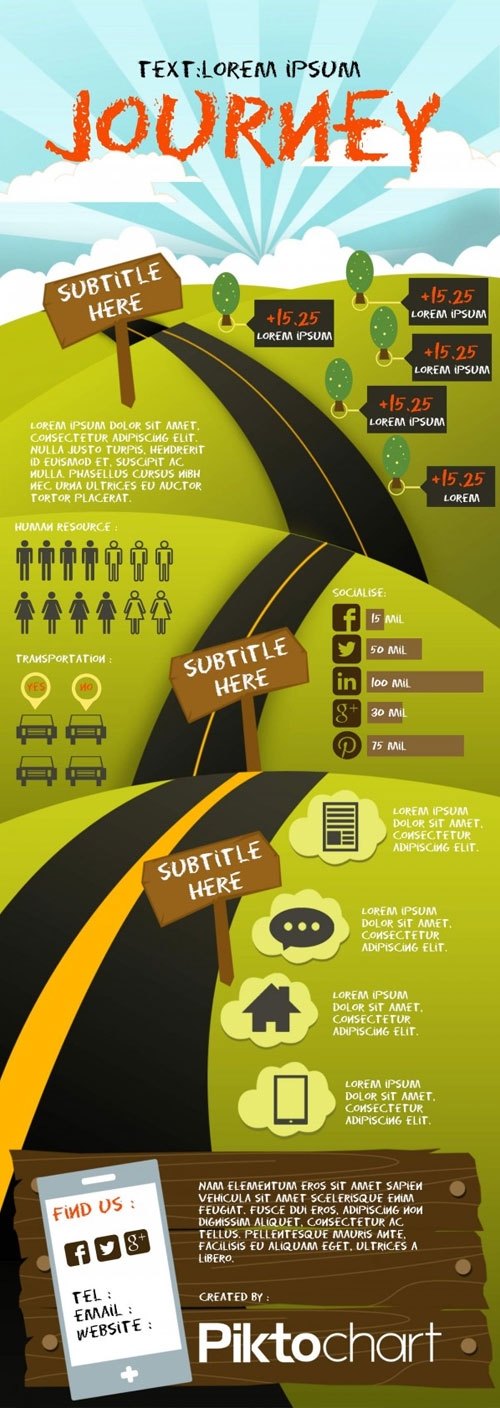 TEXT:LOREM IPSUM
JOURNEY
SUBTITLE
HERE
+15.25
LOREM IPSUM
+15.25
LOREM IPSUM
+15.25
LOREM IPSUM
+15.25
LOREM IPSUM
+15.25
LOREM
LOREM IPSUM DOLOR SIT AMET,
CONSECTETUR ADIPISCING ELIT.
NULLA JUSTO TURPIS, HENDRERIT
ID EUISMOD ET, SUSCIPIT AC
NULLA. PHASELLUS CURSUS NIBH
NEC URNA ULTRICES EU AUCTOR
TORTOR PLACERAT.
HUMAN RESOURCE :
TRANSPORTATION :
YES
NO
SUBTITLE
HERE
SOCIALISE:
f
15 MIL
50 MIL
in
100 MIL
g+
30 MIL
75 MIL
SUBTITLE
HERE
LOREM IPSUM
DOLOR SIT AMET,
CONSECTETUR
ADIPISCING ELIT.
LOREM IPSUM
DOLOR SIT AMET,
CONSECTETUR
ADIPISCING ELIT.
LOREM IPSUM
DOLOR SIT AMET,
CONSECTETUR
ADIPISCING ELIT.
LOREM IPSUM
DOLOR SIT AMET,
CONSECTETUR
ADIPISCING ELIT.
FIND US :
f g+
TEL :
EMAIL :
WEBSITE :
NAM ELEMENTUM EROS SIT AMET SAPIEN
VEHICULA SIT AMET SCELERISQUE ENIM
FEUGIAT. FUSCE DUI EROS, ADIPISCING NON
DIGNISSIM ALIQUET, CONSECTETUR AC
TELLUS. PELLENTESQUE MAURIS ANTE,
FACILISIS EU ALIQUAM EGET, ULTRICES A
LIBERO.
CREATED BY :
Piktochart